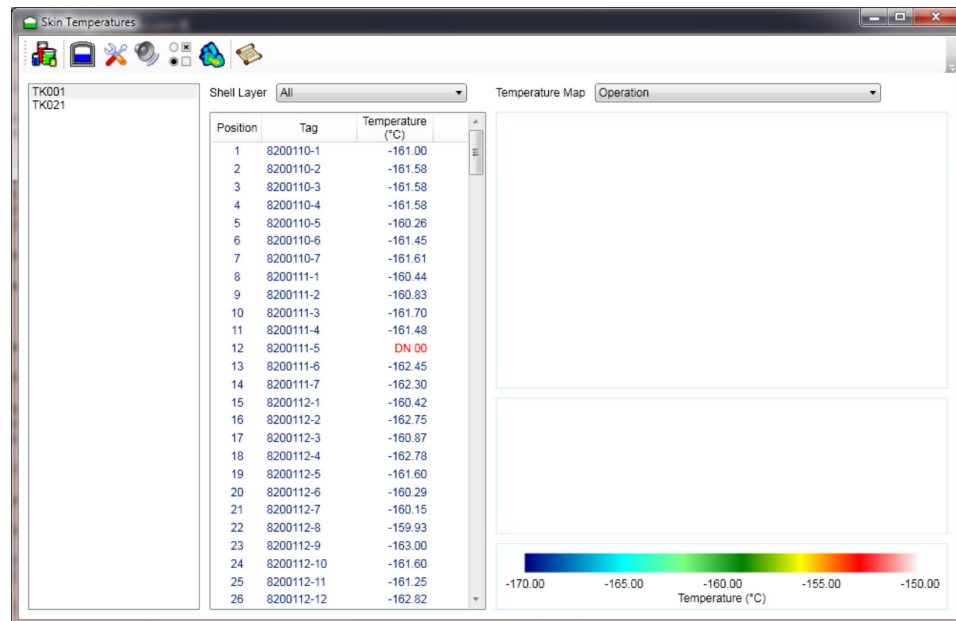 Skin Temperatures
TK001
TK021
Shell Layer All
Temperature Map Operation
Position Tag Temperature
(°C)
1 8200110-1 -161.00
2 8200110-2 -161.58
3 8200110-3 -161.58
4 8200110-4 -161.58
5 8200110-5 -160.26
6 8200110-6 -161.45
7 8200110-7 -161.61
8 8200111-1 -160.44
9 8200111-2 -160.83
10 8200111-3 -161.70
11 8200111-4 -161.48
12 8200111-5 DN 00
13 8200111-6 -162.45
14 8200111-7 -162.30
15 8200112-1 -160.42
16 8200112-2 -162.75
17 8200112-3 -160.87
18 8200112-4 -162.78
19 8200112-5 -161.60
20 8200112-6 -160.29
21 8200112-7 -160.15
22 8200112-8 -159.93
23 8200112-9 -163.00
24 8200112-10 -161.60
25 8200112-11 -161.25
26 8200112-12 -162.82
-170.00 -165.00 -160.00 -155.00 -150.00
Temperature (°C)